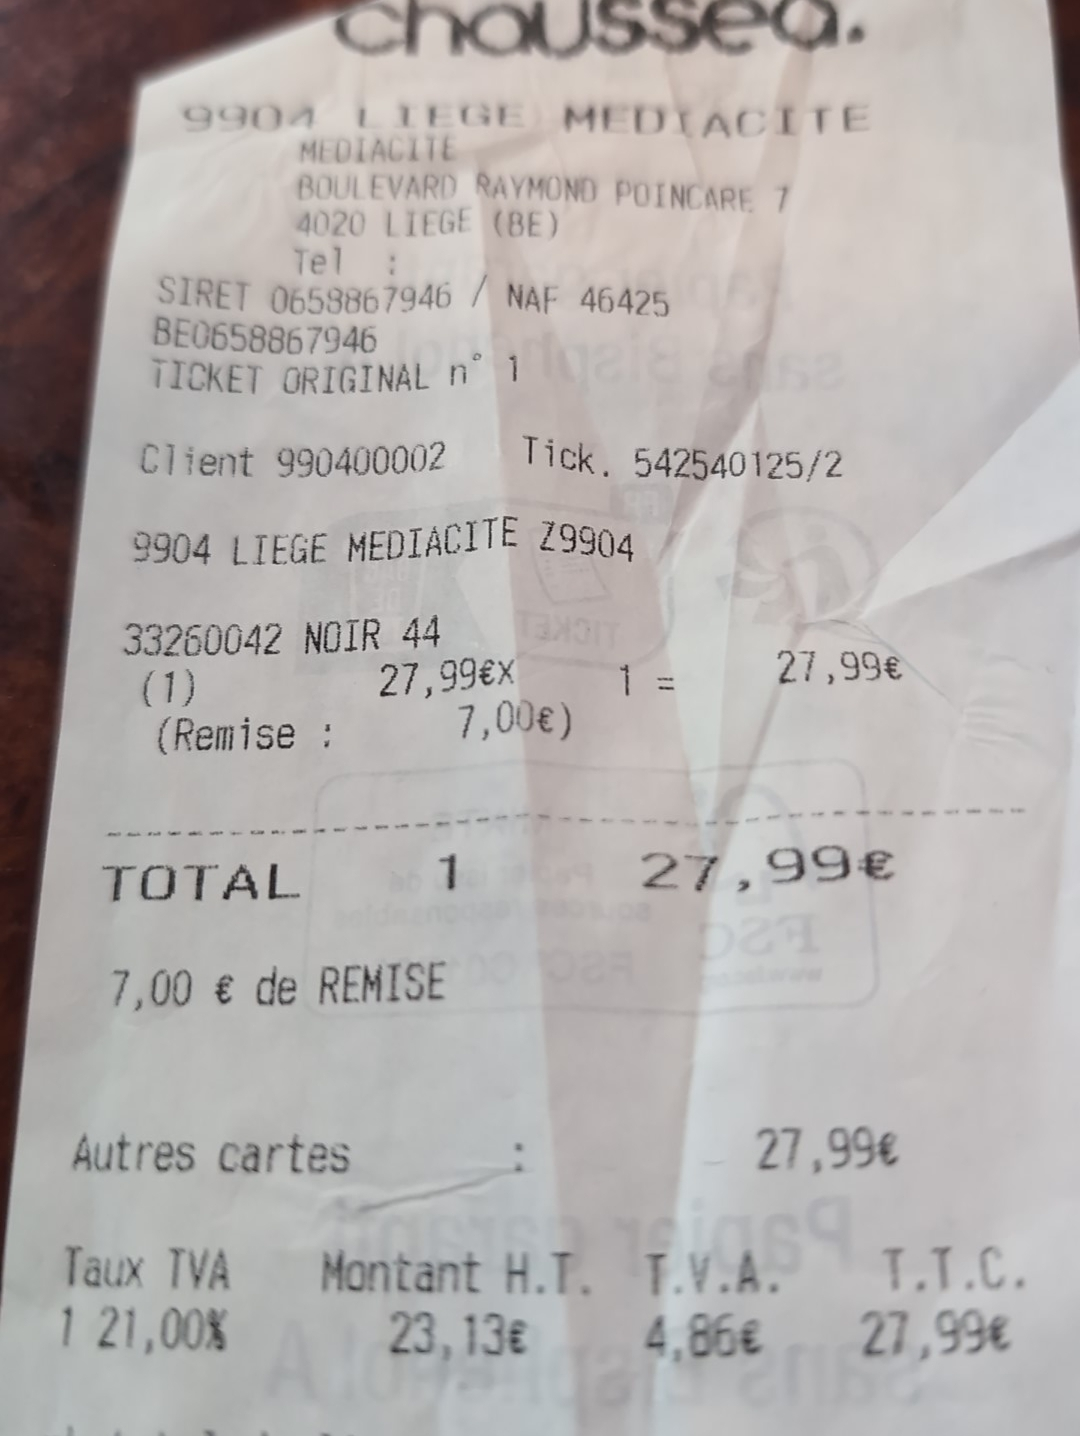 chaussea.
9904 LIEGE MEDIACITE
MEDIACITE
BOULEVARD RAYMOND POINCARE 7
4020 LIEGE (BE)
Tel :
SIRET 0658867946 / NAF 46425
BE0658867946
TICKET ORIGINAL n° 1
Client 990400002 Tick. 542540125/2
9904 LIEGE MEDIACITE Z9904
33260042 NOIR 44
(1) 27,99€x 1 = 27,99€
(Remise : 7,00€)
TOTAL 1 27,99€
7,00 € de REMISE
Autres cartes : 27,99€
Taux TVA Montant H.T. T.V.A. T.T.C.
1 21,00% 23,13€ 4,86€ 27,99€